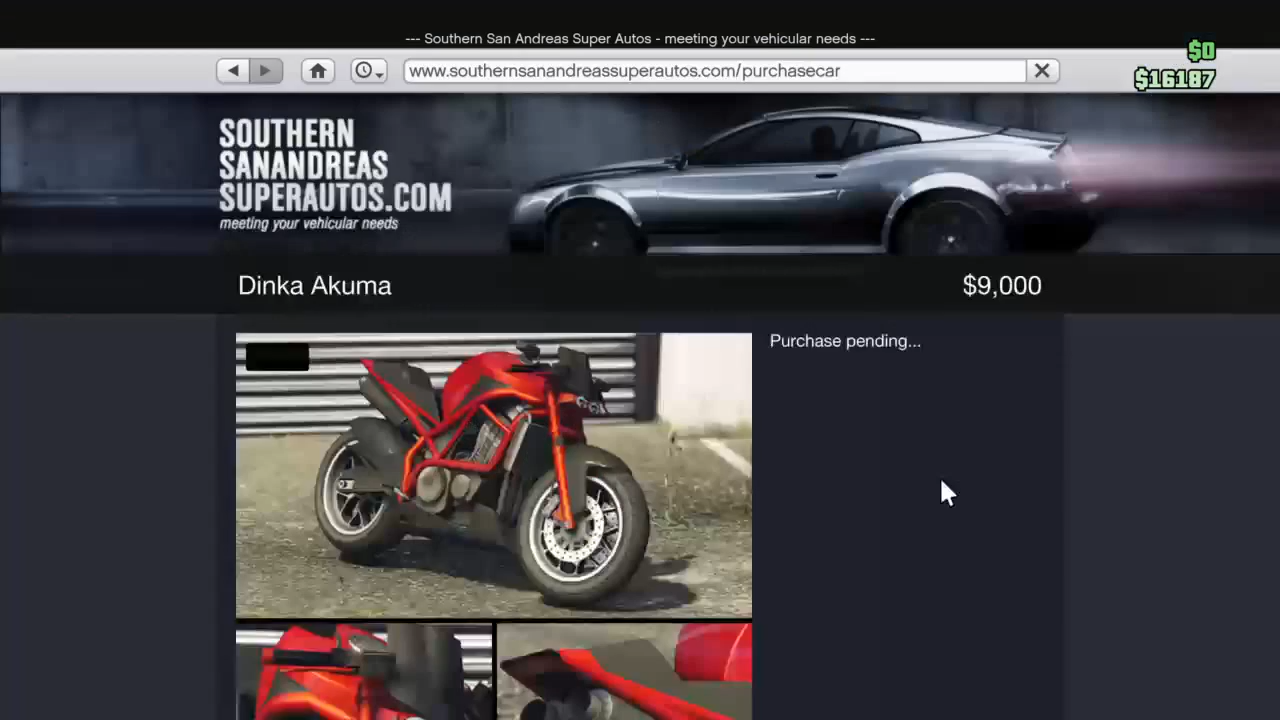 --- Southern San Andreas Super Autos - meeting your vehicular needs ---
$0
www.southernsanandreassuperautos.com/purchasecar
$16187
SOUTHERN
SANANDREAS
SUPERAUTOS.COM
meeting your vehicular needs
Dinka Akuma
$9,000
Purchase pending...